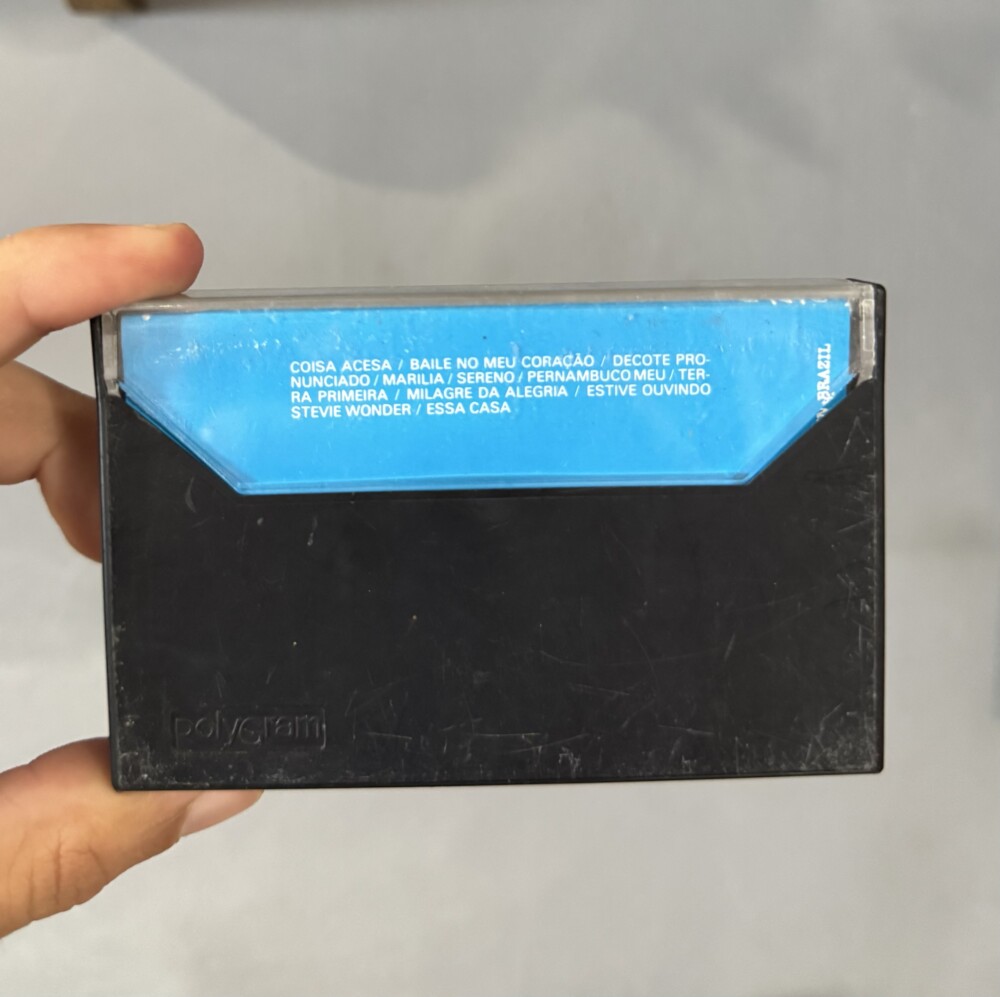 COISA ACESA / BAILE NO MEU CORAÇÃO / DECOTE PRO-
NUNCIADO / MARILIA / SERENO / PERNAMBUCO MEU / TER-
RA PRIMEIRA / MILAGRE DA ALEGRIA / ESTIVE OUVINDO
STEVIE WONDER / ESSA CASA
BRAZIL
polygram